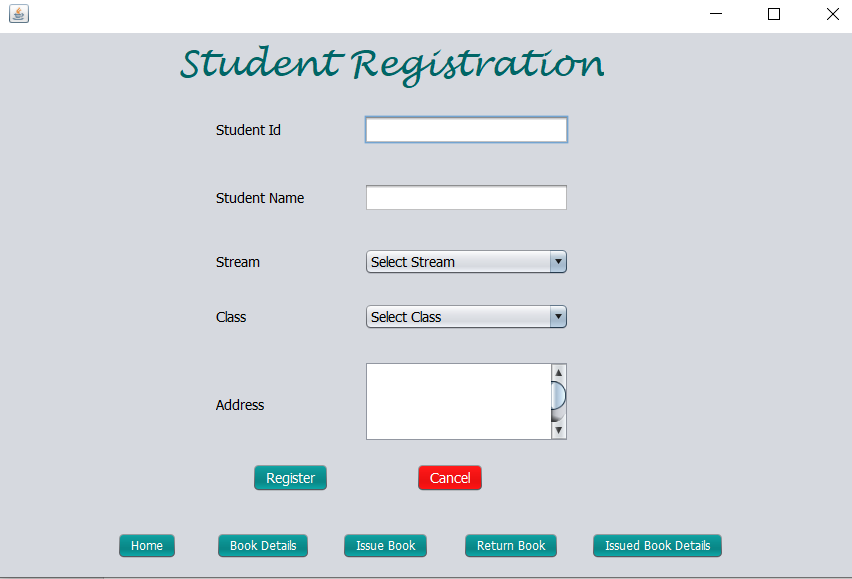 Student Registration
Student Id
Student Name
Stream Select Stream
Class Select Class
Address
Register Cancel
Home Book Details Issue Book Return Book Issued Book Details